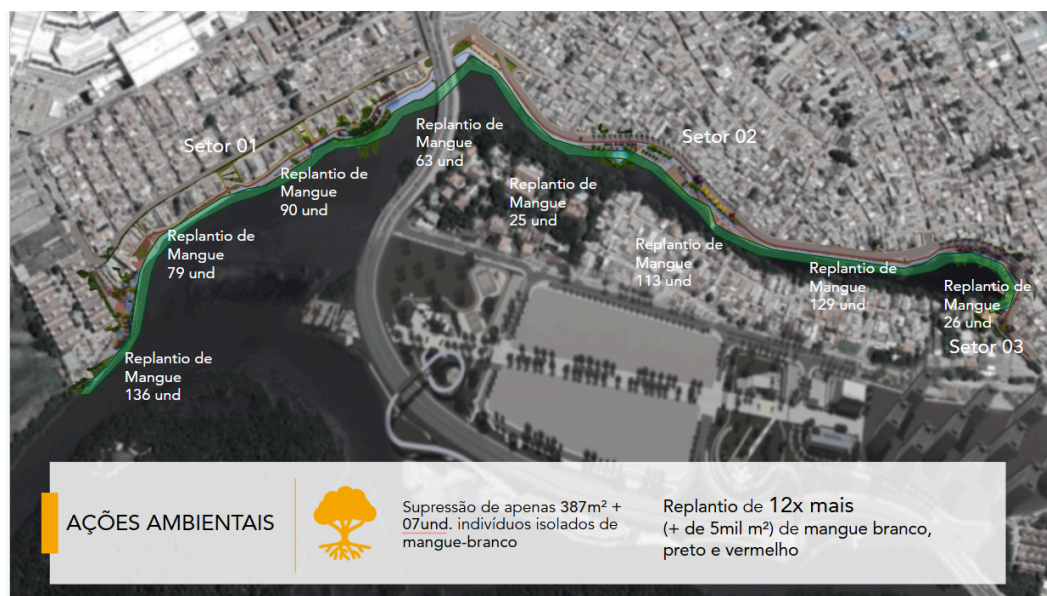 Setor 01
Replantio de
Mangue
63 und
Setor 02
Replantio de
Mangue
90 und
Replantio de
Mangue
25 und
Replantio de
Mangue
79 und
Replantio de
Mangue
113 und
Replantio de
Mangue
129 und
Replantio de
Mangue
26 und
Setor 03
Replantio de
Mangue
136 und
AÇÕES AMBIENTAIS
Supressão de apenas 387m² +
07und. indivíduos isolados de
mangue-branco
Replantio de 12x mais
(+ de 5mil m²) de mangue branco,
preto e vermelho